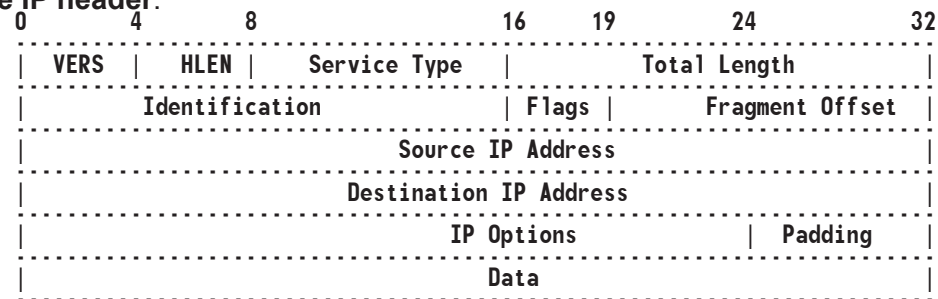 e IP header.
0 4 8 16 19 24 32
| VERS | HLEN | Service Type | Total Length |
| Identification | Flags | Fragment Offset |
| Source IP Address |
| Destination IP Address |
| IP Options | Padding |
| Data |